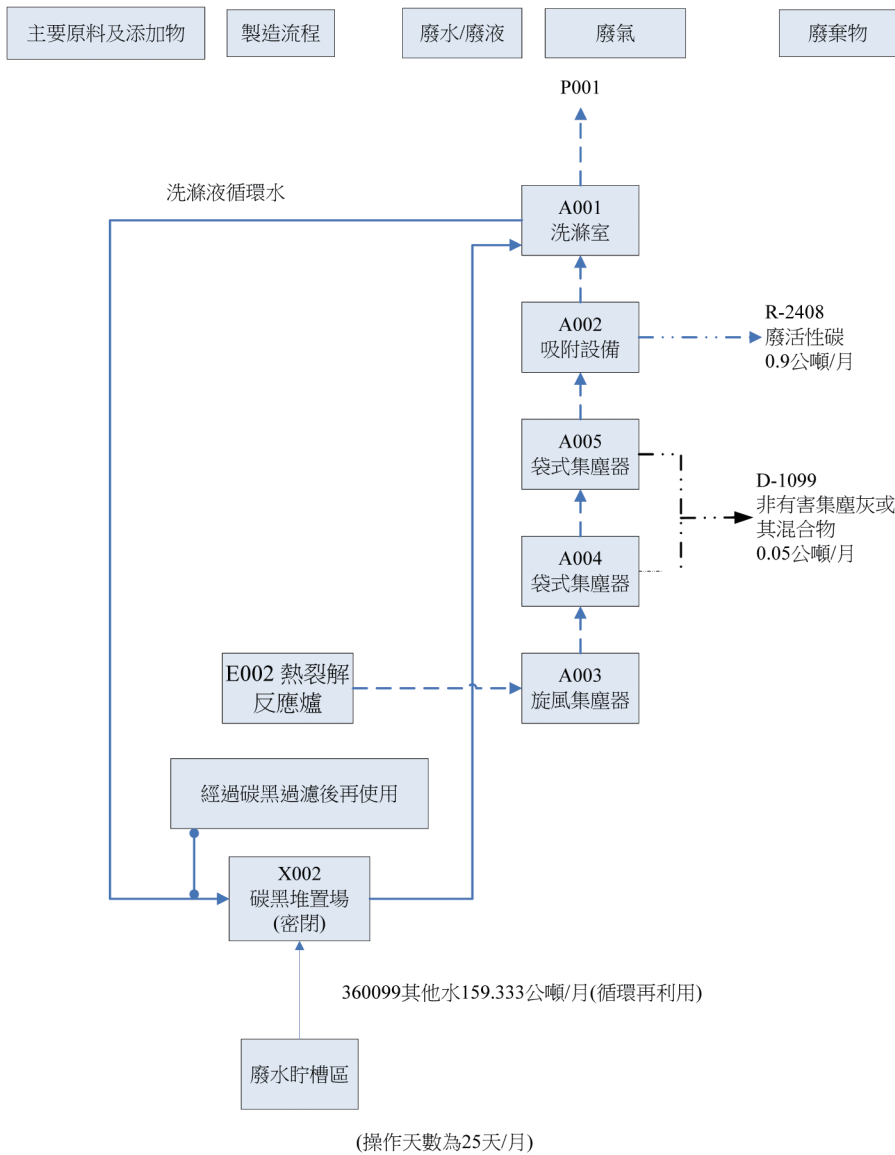 主要原料及添加物
製造流程
廢水/廢液
廢氣
廢棄物
P001
洗滌液循環水
A001
洗滌室
A002
吸附設備
R-2408
廢活性碳
0.9公噸/月
A005
袋式集塵器
D-1099
非有害集塵灰或
其混合物
0.05公噸/月
A004
袋式集塵器
E002 熱裂解
反應爐
A003
旋風集塵器
經過碳黑過濾後再使用
X002
碳黑堆置場
(密閉)
360099其他水159.333公噸/月(循環再利用)
廢水貯槽區
(操作天數為25天/月)